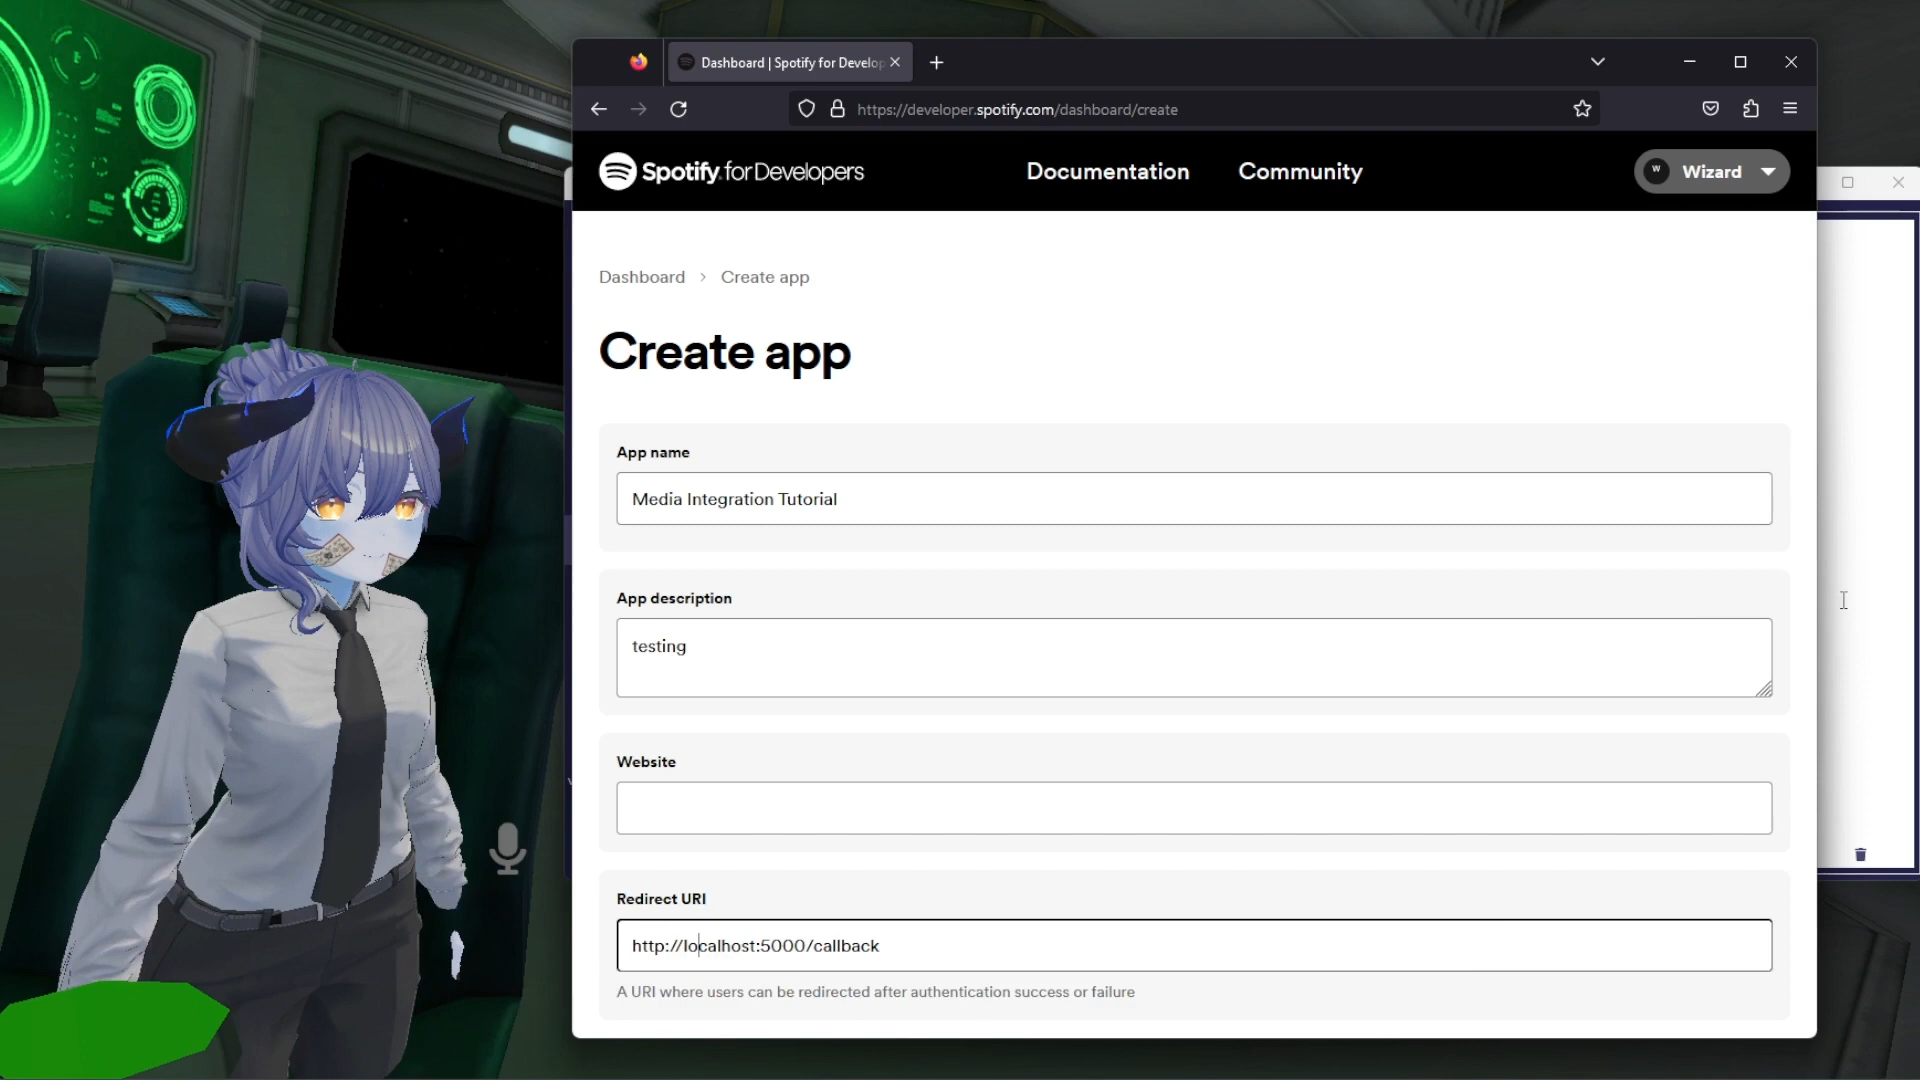 Dashboard | Spotify for Develop
https://developer.spotify.com/dashboard/create
Spotify for Developers
Documentation
Community
W
Wizard
Dashboard > Create app
Create app
App name
Media Integration Tutorial
App description
testing
Website
Redirect URI
http://localhost:5000/callback
A URI where users can be redirected after authentication success or failure